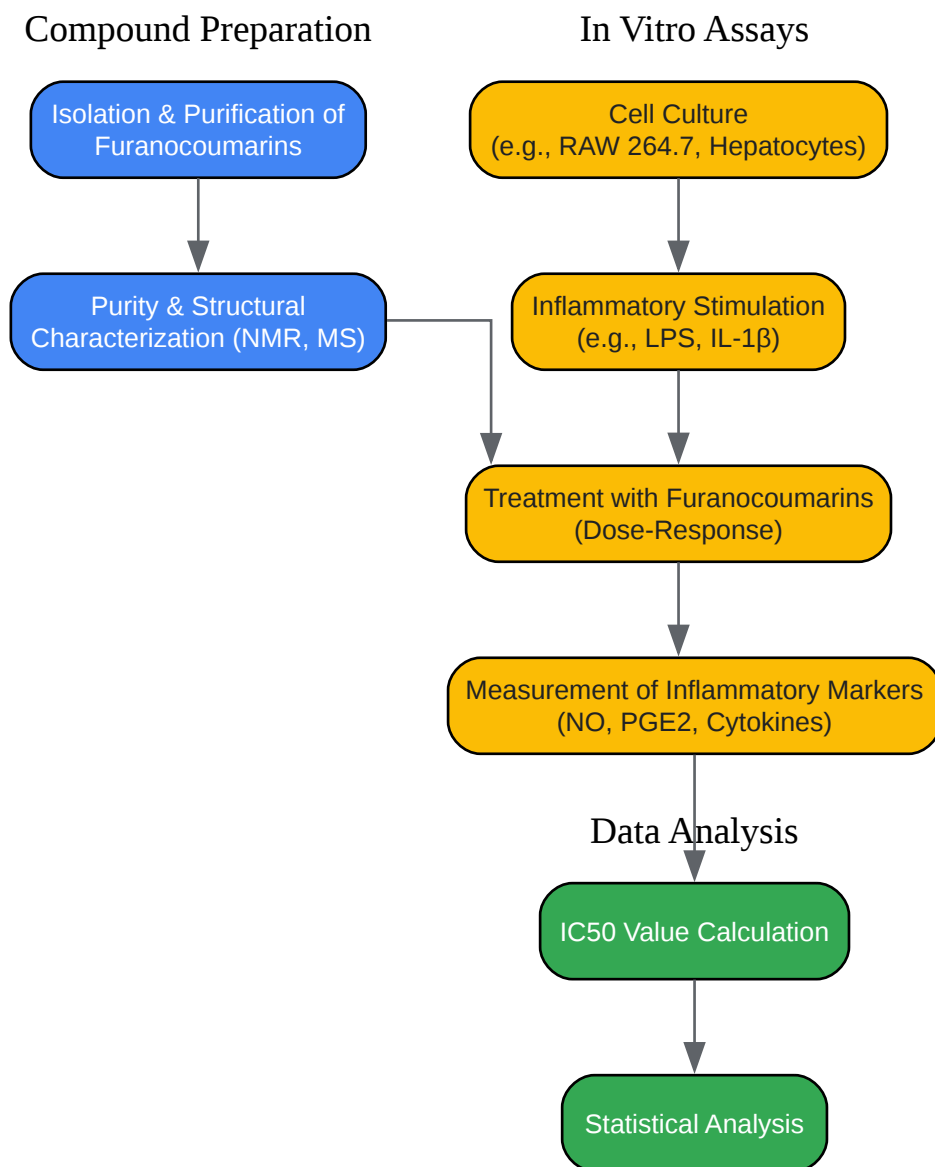 Compound Preparation
In Vitro Assays
Isolation & Purification of
Furanocoumarins
Cell Culture
(e.g., RAW 264.7, Hepatocytes)
Purity & Structural
Characterization (NMR, MS)
Inflammatory Stimulation
(e.g., LPS, IL-1β)
Treatment with Furanocoumarins
(Dose-Response)
Measurement of Inflammatory Markers
(NO, PGE2, Cytokines)
Data Analysis
IC50 Value Calculation
Statistical Analysis